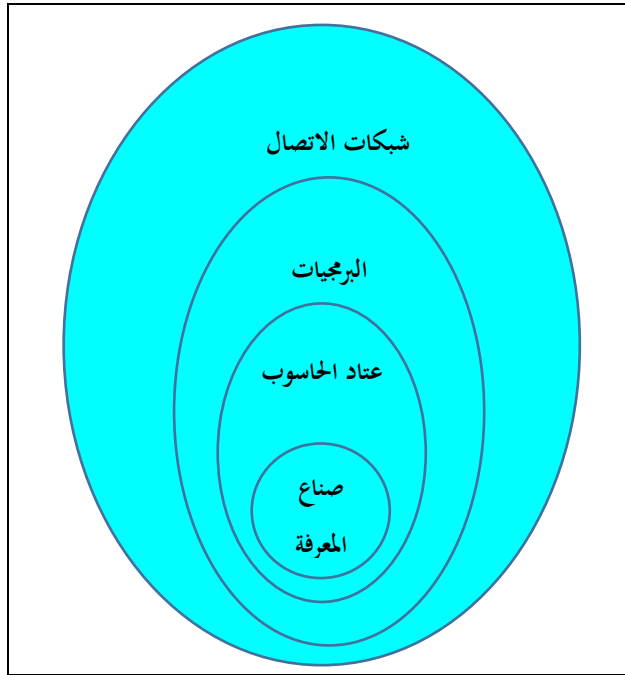 شبكات الاتصال
البرمجيات
عتاد الحاسوب
صناع
المعرفة